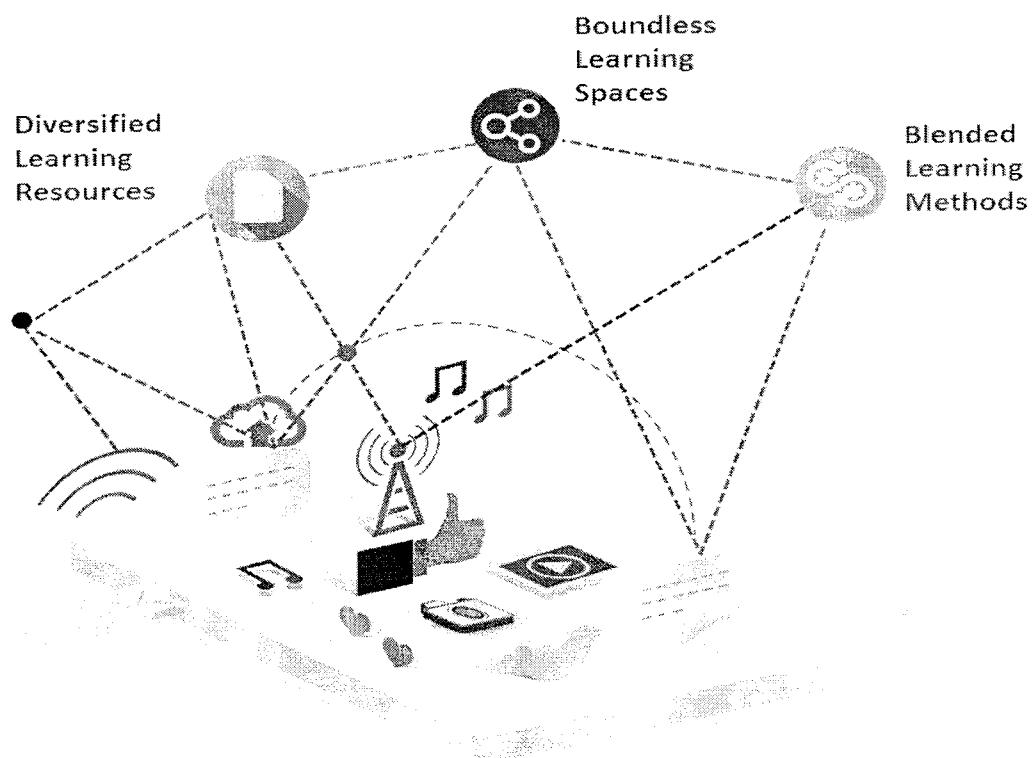 Boundless
Learning
Spaces
Diversified
Learning
Resources
Blended
Learning
Methods